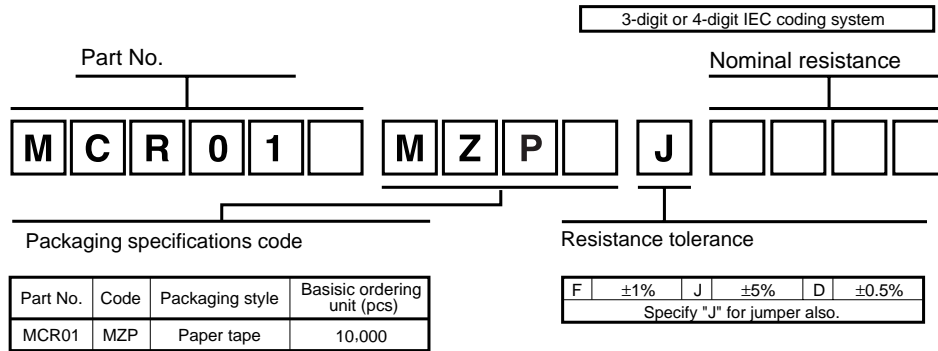 3-digit or 4-digit IEC coding system
Part No.
Nominal resistance
M C R 0 1 M Z P J
Packaging specifications code
Resistance tolerance
Part No. Code Packaging style Basisic ordering unit (pcs)
MCR01 MZP Paper tape 10,000
F ±1% J ±5% D ±0.5%
Specify "J" for jumper also.